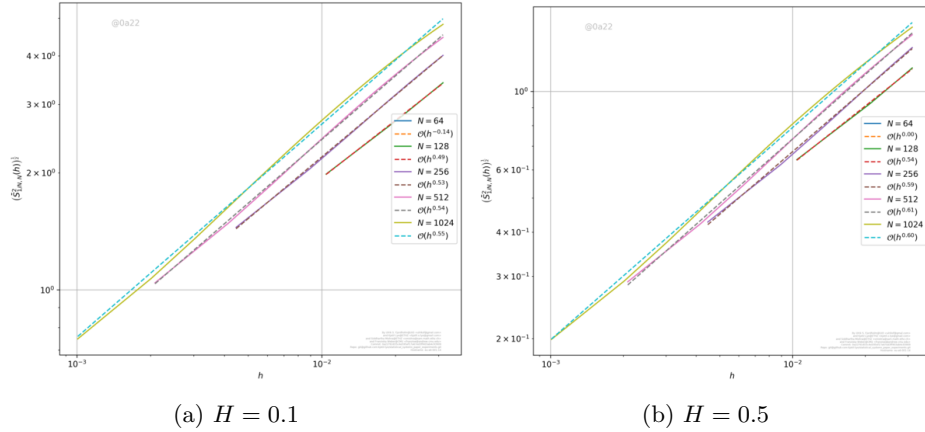 @0a22
4 × 10⁰
3 × 10⁰
2 × 10⁰
10⁰
N = 64
O(h^{-0.14})
N = 128
O(h^{0.49})
N = 256
O(h^{0.53})
N = 512
O(h^{0.54})
N = 1024
O(h^{0.55})
10⁻³
10⁻²
h
(a) H = 0.1
@0a22
10⁰
6 × 10⁻¹
4 × 10⁻¹
3 × 10⁻¹
2 × 10⁻¹
N = 64
O(h^{0.00})
N = 128
O(h^{0.54})
N = 256
O(h^{0.59})
N = 512
O(h^{0.61})
N = 1024
O(h^{0.60})
10⁻³
10⁻²
h
(b) H = 0.5